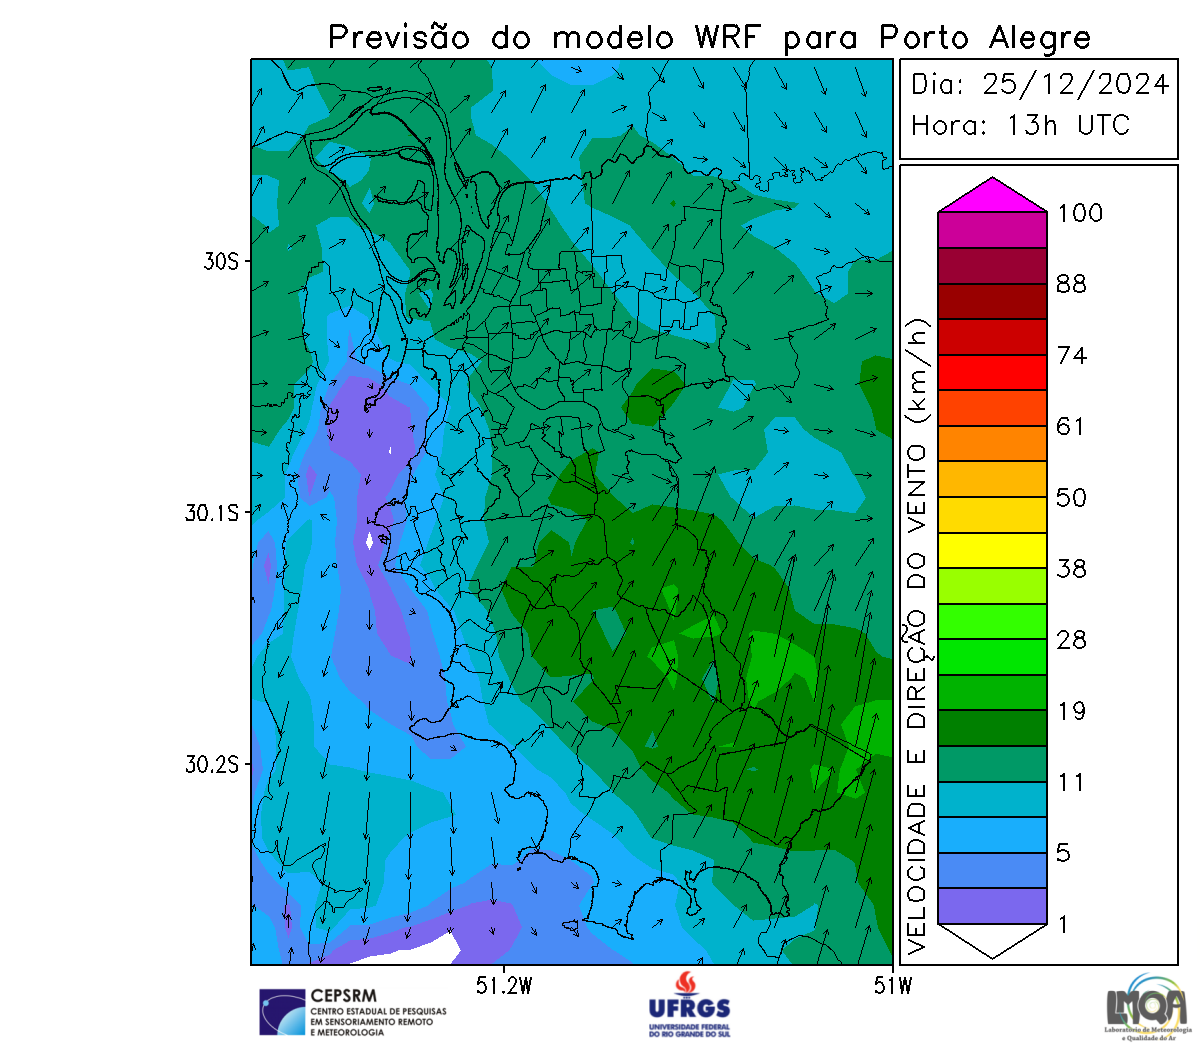 Previsão do modelo WRF para Porto Alegre
Dia: 25/12/2024
Hora: 13h UTC
VELOCIDADE E DIREÇÃO DO VENTO (km/h)
100
88
74
61
50
38
28
19
11
5
1
30S
30.1S
30.2S
51.2W
51W
CEPSRM
CENTRO ESTADUAL DE PESQUISAS
EM SENSORIAMENTO REMOTO
E METEOROLOGIA
UFRGS
UNIVERSIDADE FEDERAL
DO RIO GRANDE DO SUL
LMQA
Laboratório de Meteorologia
e Qualidade do Ar